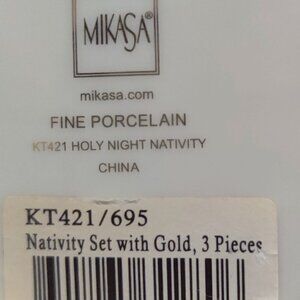 MIKASA
mikasa.com
FINE PORCELAIN
KT421 HOLY NIGHT NATIVITY
CHINA
KT421/695
Nativity Set with Gold, 3 Pieces